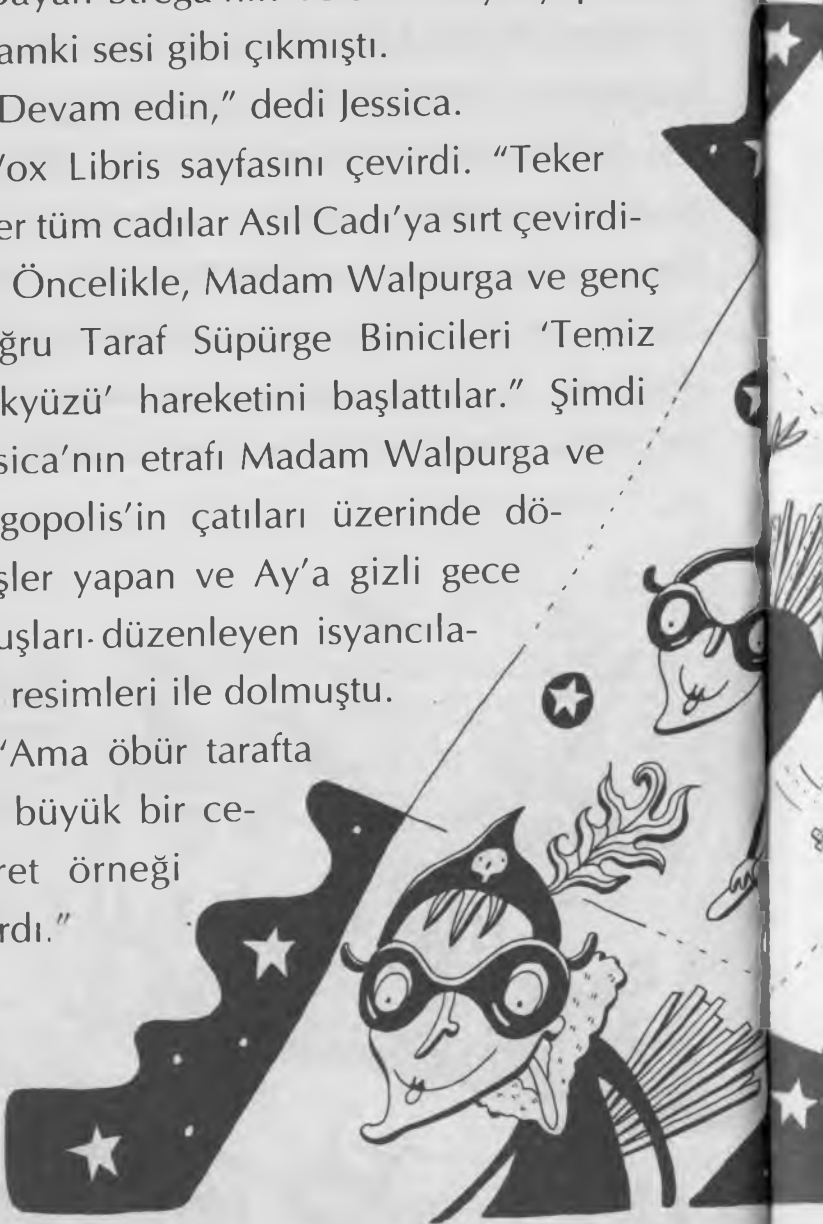 amki sesi gibi çıkmıştı.
Devam edin," dedi Jessica.
ox Libris sayfasını çevirdi. "Teker
er tüm cadılar Asıl Cadı'ya sırt çevirdi-
Öncelikle, Madam Walpurga ve genç
ğru Taraf Süpürge Binicileri 'Temiz
kyüzü' hareketini başlattılar." Şimdi
sica'nın etrafı Madam Walpurga ve
gopolis'in çatıları üzerinde dö-
şler yapan ve Ay'a gizli gece
uşları düzenleyen isyancıla-
resimleri ile dolmuştu.
"Ama öbür tarafta
büyük bir ce-
ret örneği
rdı."